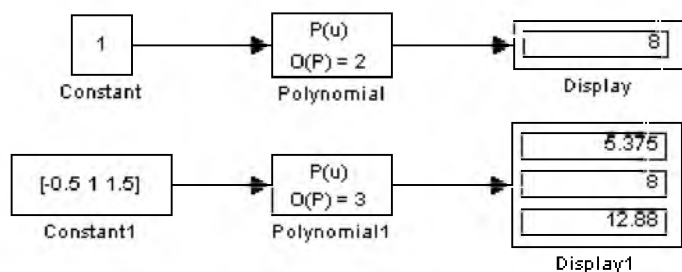 1
Constant
P(u)
O(P) = 2
Polynomial
8
Display
[-0.5 1 1.5]
Constant1
P(u)
O(P) = 3
Polynomial1
5.375
8
12.88
Display1